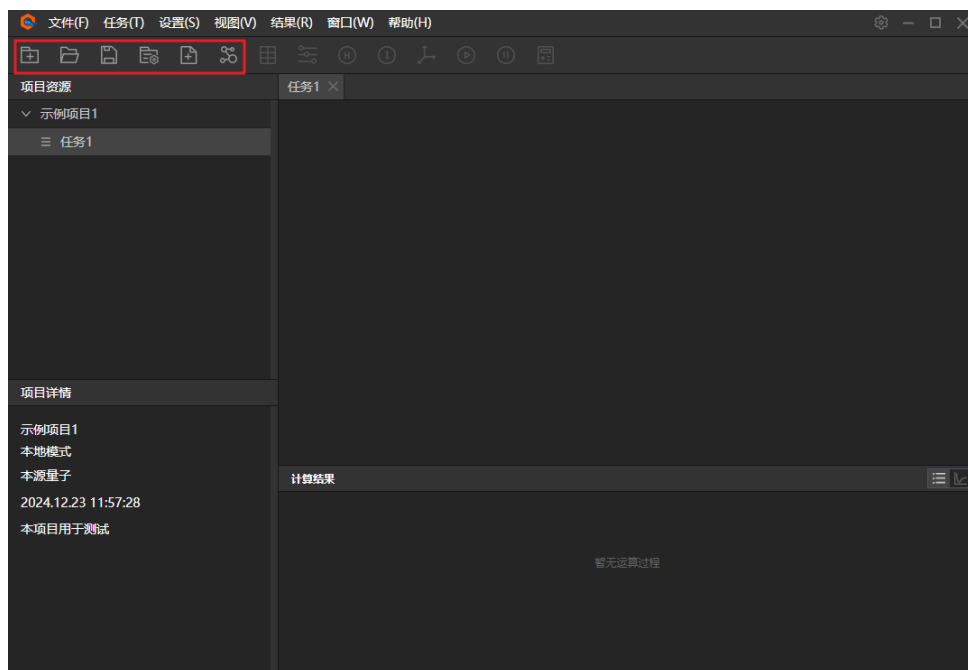 文件(F) 任务(T) 设置(S) 视图(V) 结果(R) 窗口(W) 帮助(H)
项目资源
任务1
示例项目1
任务1
项目详情
示例项目1
本地模式
本源量子
2024.12.23 11:57:28
本项目用于测试
计算结果
暂无运算过程